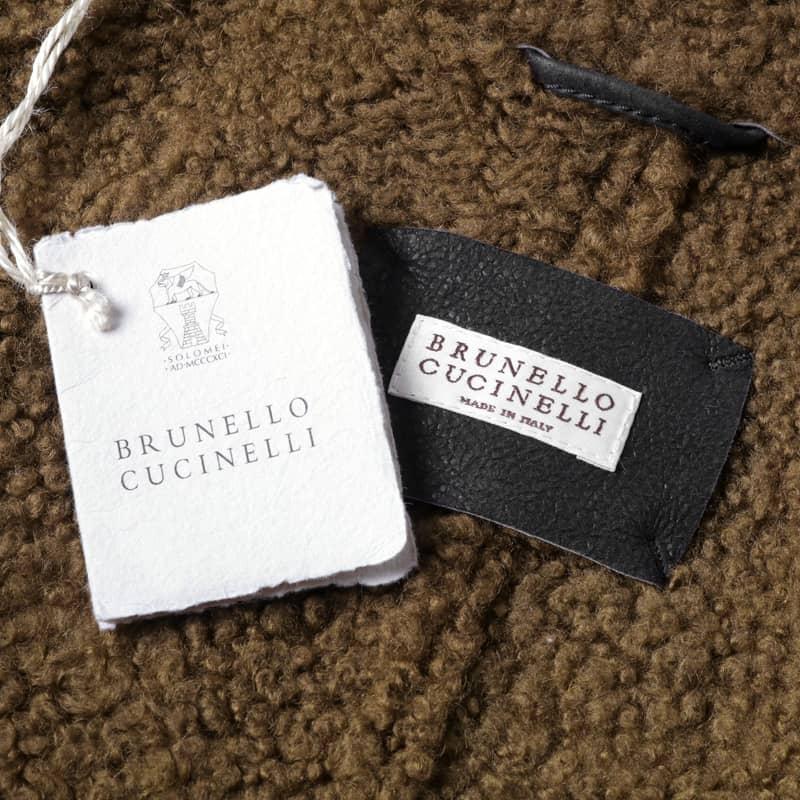 ·SOLOMEI·
·AD·MCCCXCI·
BRUNELLO
CUCINELLI
BRUNELLO
CUCINELLI
MADE IN ITALY